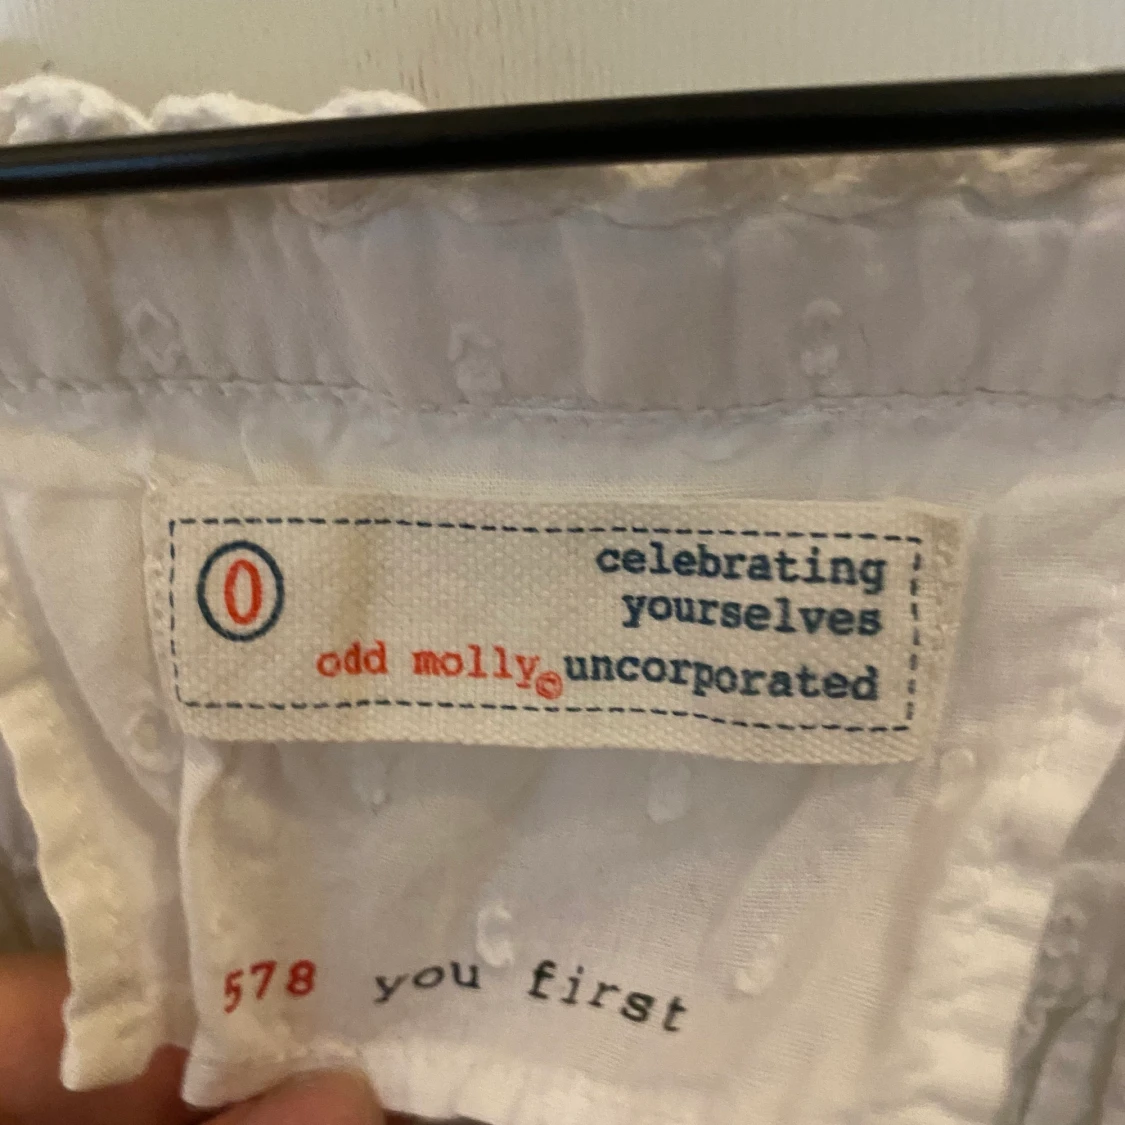 0
celebrating
yourselves
odd molly©uncorporated
578 you first